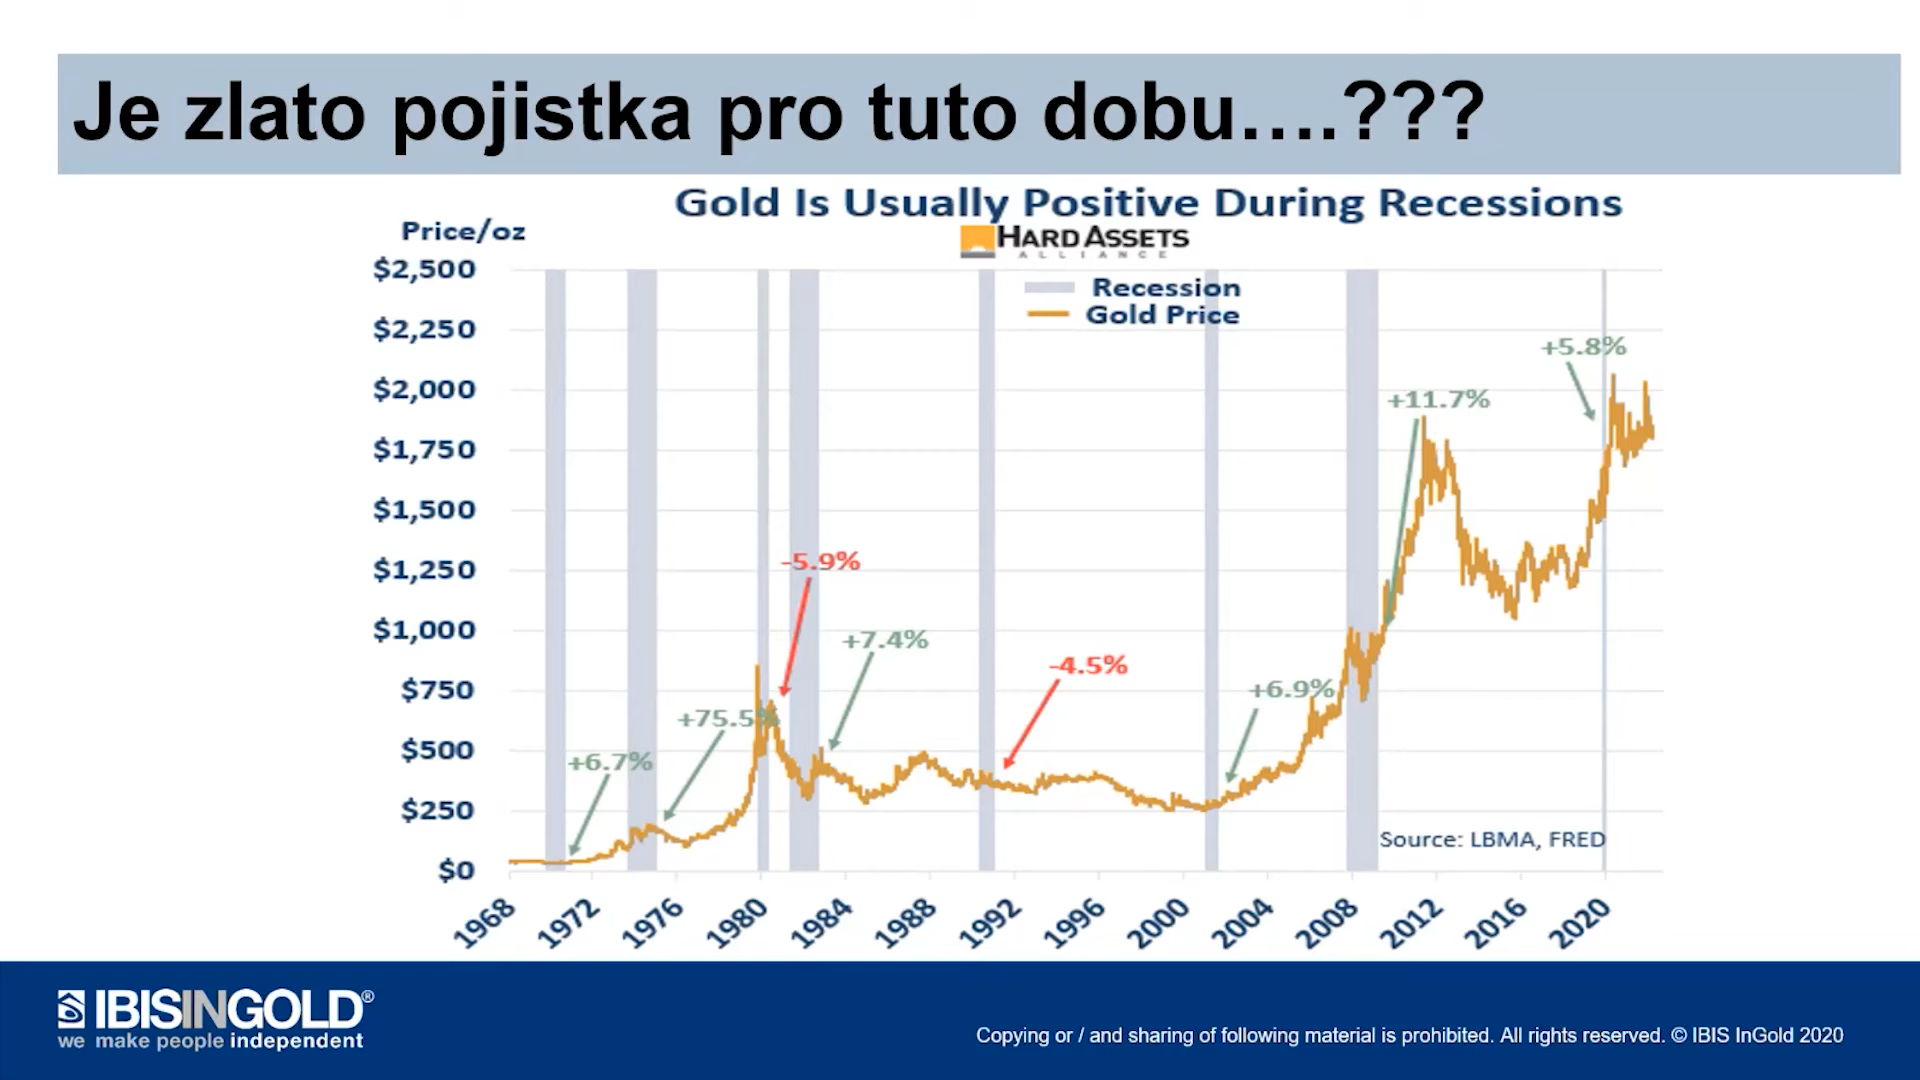 Je zlato pojistka pro tuto dobu….???
Gold Is Usually Positive During Recessions
HARD ASSETS
ALLIANCE
Price/oz
$2,500
$2,250
$2,000
$1,750
$1,500
$1,250
$1,000
$750
$500
$250
$0
Recession
Gold Price
+6.7%
+75.5%
-5.9%
+7.4%
-4.5%
+6.9%
+11.7%
+5.8%
Source: LBMA, FRED
1968 1972 1976 1980 1984 1988 1992 1996 2000 2004 2008 2012 2016 2020
IBISINGOLD®
we make people independent
Copying or / and sharing of following material is prohibited. All rights reserved. © IBIS InGold 2020